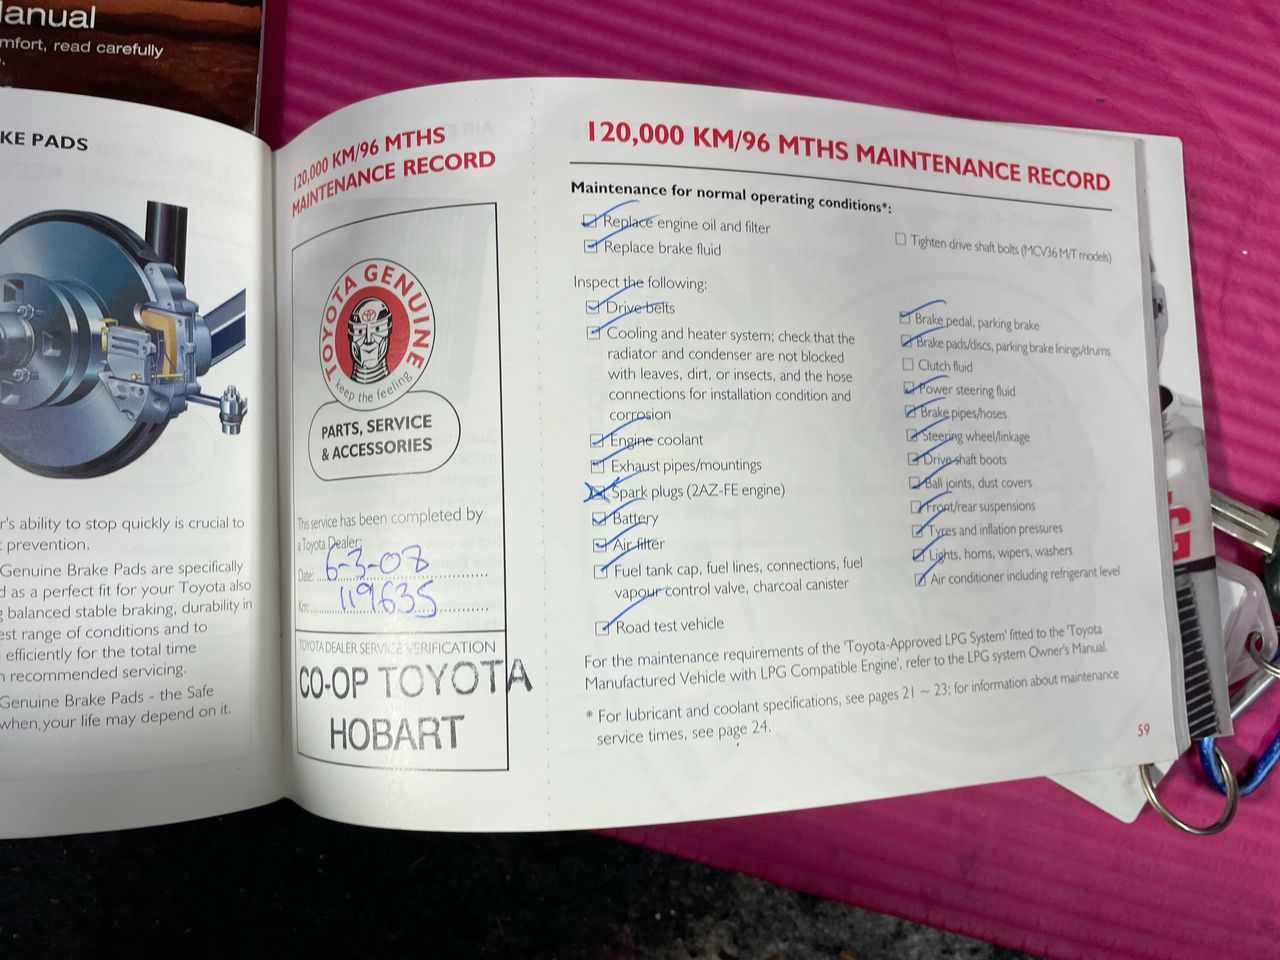 anual
mfort, read carefully
KE PADS
r's ability to stop quickly is crucial to
t prevention.
Genuine Brake Pads are specifically
d as a perfect fit for your Toyota also
g balanced stable braking, durability in
est range of conditions and to
efficiently for the total time
n recommended servicing.
Genuine Brake Pads - the Safe
when, your life may depend on it.
120,000 KM/96 MTHS
MAINTENANCE RECORD
TOYOTA GENUINE
keep the feeling
PARTS, SERVICE
& ACCESSORIES
This service has been completed by
a Toyota Dealer:
Date: 6-3-08
Km: 119635
TOYOTA DEALER SERVICE VERIFICATION
CO-OP TOYOTA
HOBART
120,000 KM/96 MTHS MAINTENANCE RECORD
Maintenance for normal operating conditions*:
Replace engine oil and filter
Replace brake fluid
Tighten drive shaft bolts (MCV36 M/T models)
Inspect the following:
Drive belts
Cooling and heater system; check that the
radiator and condenser are not blocked
with leaves, dirt, or insects, and the hose
connections for installation condition and
corrosion
Engine coolant
Exhaust pipes/mountings
Spark plugs (2AZ-FE engine)
Battery
Air filter
Fuel tank cap, fuel lines, connections, fuel
vapour control valve, charcoal canister
Road test vehicle
Brake pedal, parking brake
Brake pads/discs, parking brake linings/drums
Clutch fluid
Power steering fluid
Brake pipes/hoses
Steering wheel/linkage
Drive shaft boots
Ball joints, dust covers
Front/rear suspensions
Tyres and inflation pressures
Lights, horns, wipers, washers
Air conditioner including refrigerant level
For the maintenance requirements of the 'Toyota-Approved LPG System' fitted to the 'Toyota
Manufactured Vehicle with LPG Compatible Engine', refer to the LPG system Owner's Manual.
* For lubricant and coolant specifications, see pages 21 ~ 23; for information about maintenance
service times, see page 24.
59